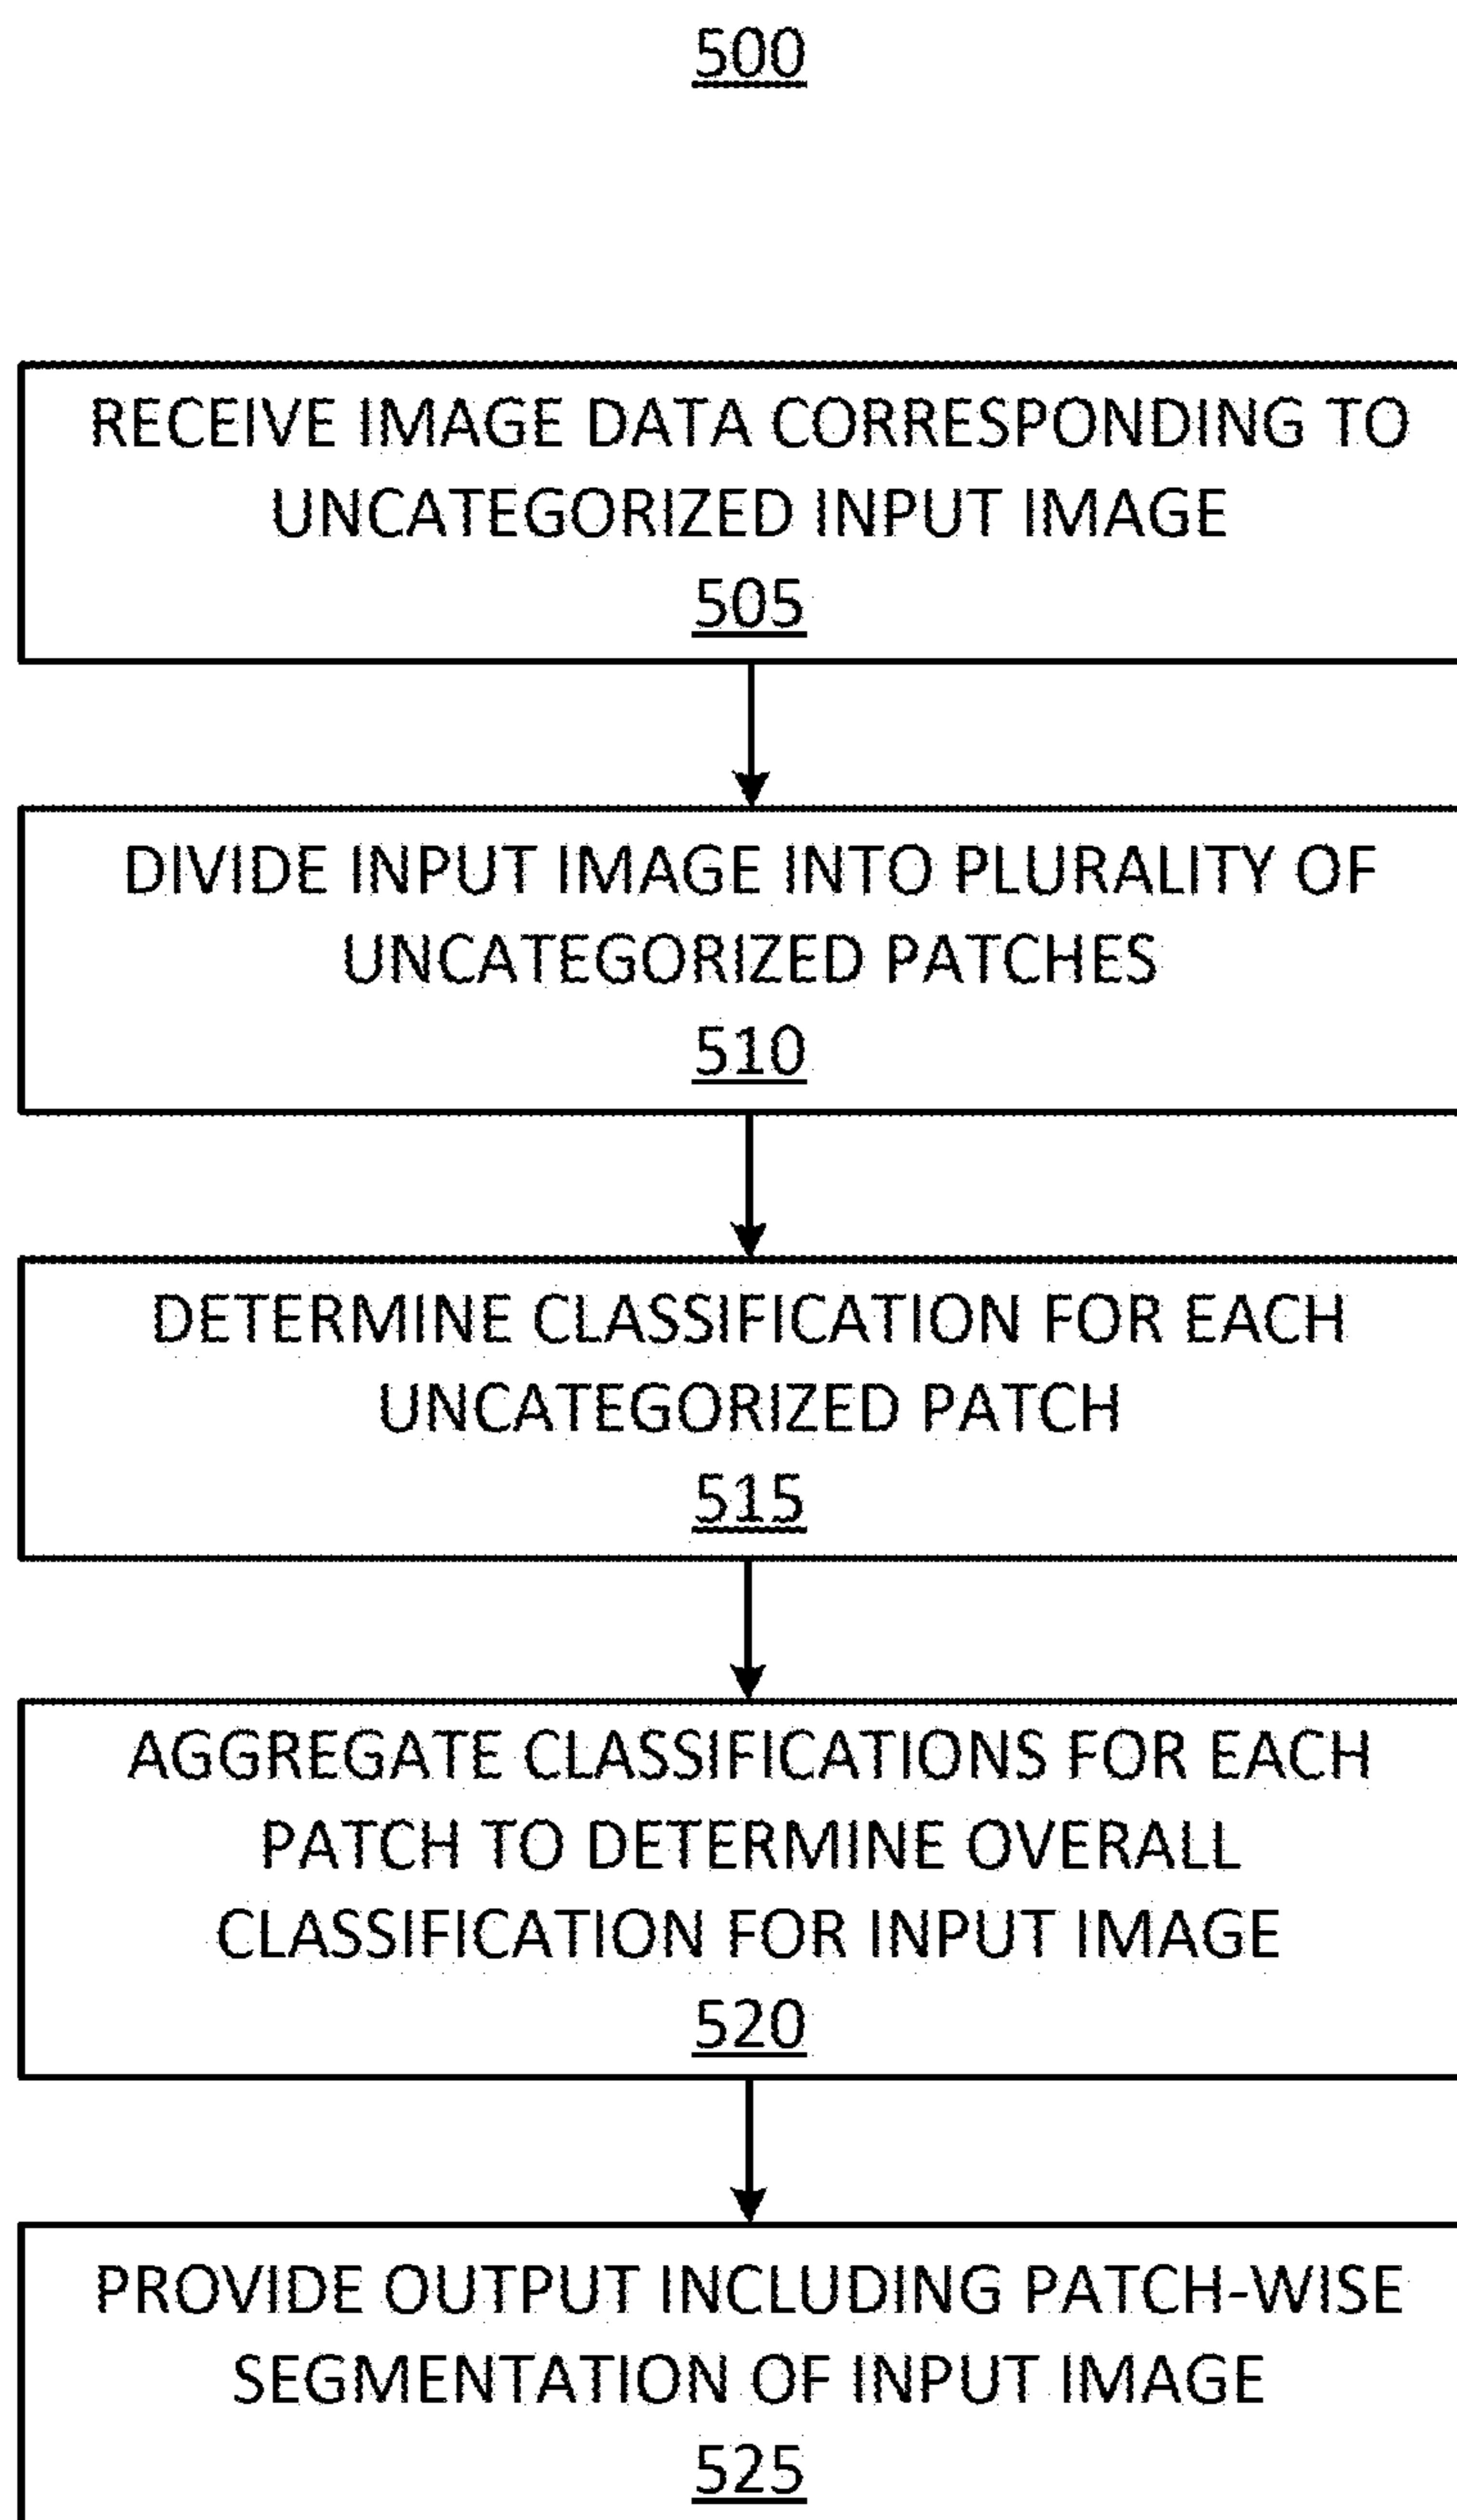 500
RECEIVE IMAGE DATA CORRESPONDING TO
UNCATEGORIZED INPUT IMAGE
505
DIVIDE INPUT IMAGE INTO PLURALITY OF
UNCATEGORIZED PATCHES
510
DETERMINE CLASSIFICATION FOR EACH
UNCATEGORIZED PATCH
515
AGGREGATE CLASSIFICATIONS FOR EACH
PATCH TO DETERMINE OVERALL
CLASSIFICATION FOR INPUT IMAGE
520
PROVIDE OUTPUT INCLUDING PATCH-WISE
SEGMENTATION OF INPUT IMAGE
525